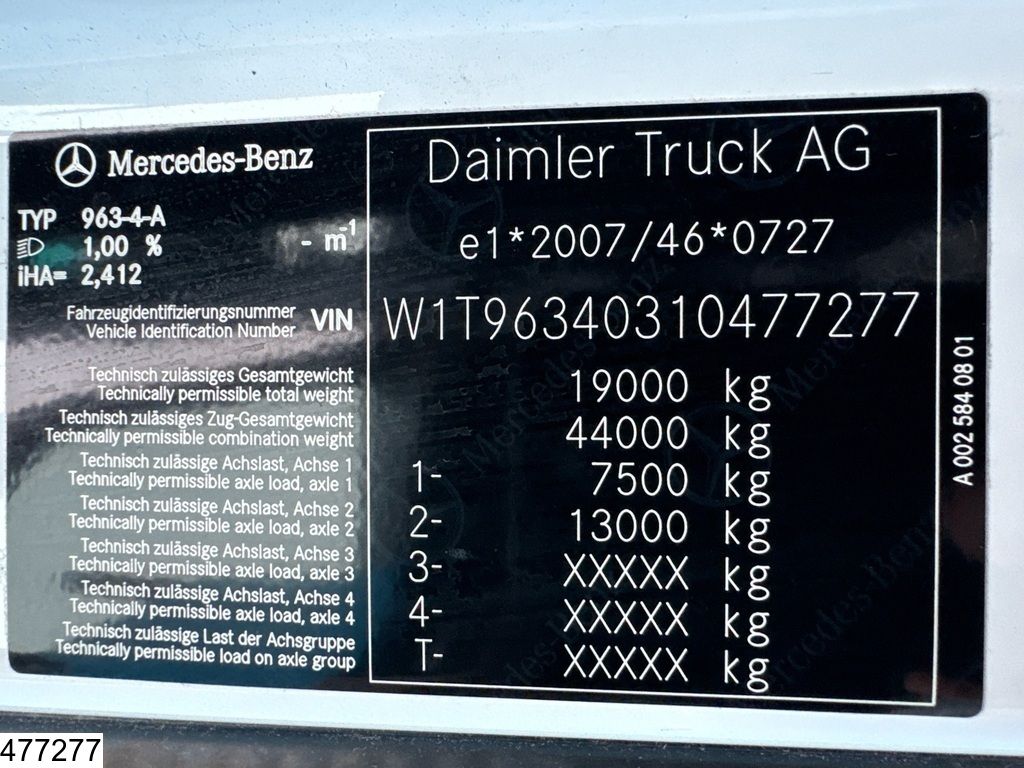 Mercedes-Benz
TYP 963-4-A
1,00 % - m-1
iHA= 2,412
Daimler Truck AG
e1*2007/46*0727
Fahrzeugidentifizierungsnummer
Vehicle Identification Number VIN W1T96340310477277
Technisch zulässiges Gesamtgewicht
Technically permissible total weight 19000 kg
Technisch zulässiges Zug-Gesamtgewicht
Technically permissible combination weight 44000 kg
Technisch zulässige Achslast, Achse 1
Technically permissible axle load, axle 1 1- 7500 kg
Technisch zulässige Achslast, Achse 2
Technically permissible axle load, axle 2 2- 13000 kg
Technisch zulässige Achslast, Achse 3
Technically permissible axle load, axle 3 3- XXXXX kg
Technisch zulässige Achslast, Achse 4
Technically permissible axle load, axle 4 4- XXXXX kg
Technisch zulässige Last der Achsgruppe
Technically permissible load on axle group T- XXXXX kg
A 002 584 08 01
477277